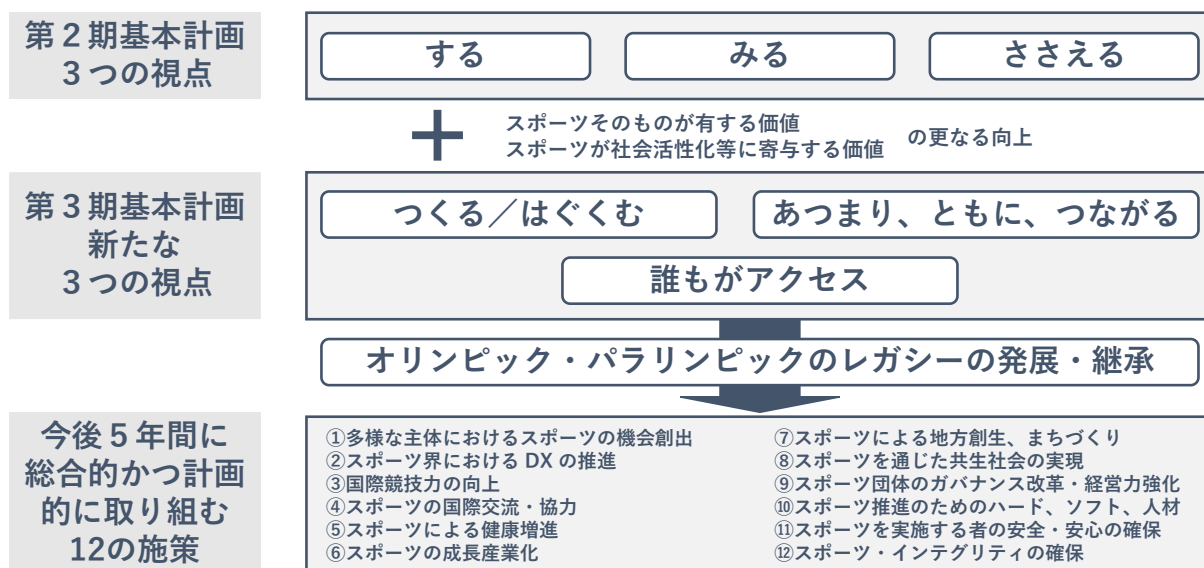 第２期基本計画
３つの視点
する
みる
ささえる
＋
スポーツそのものが有する価値
スポーツが社会活性化等に寄与する価値
の更なる向上
第３期基本計画
新たな
３つの視点
つくる／はぐくむ
あつまり、ともに、つながる
誰もがアクセス
オリンピック・パラリンピックのレガシーの発展・継承
今後５年間に
総合的かつ計画
的に取り組む
12の施策
①多様な主体におけるスポーツの機会創出
②スポーツ界における DX の推進
③国際競技力の向上
④スポーツの国際交流・協力
⑤スポーツによる健康増進
⑥スポーツの成長産業化
⑦スポーツによる地方創生、まちづくり
⑧スポーツを通じた共生社会の実現
⑨スポーツ団体のガバナンス改革・経営力強化
⑩スポーツ推進のためのハード、ソフト、人材
⑪スポーツを実施する者の安全・安心の確保
⑫スポーツ・インテグリティの確保